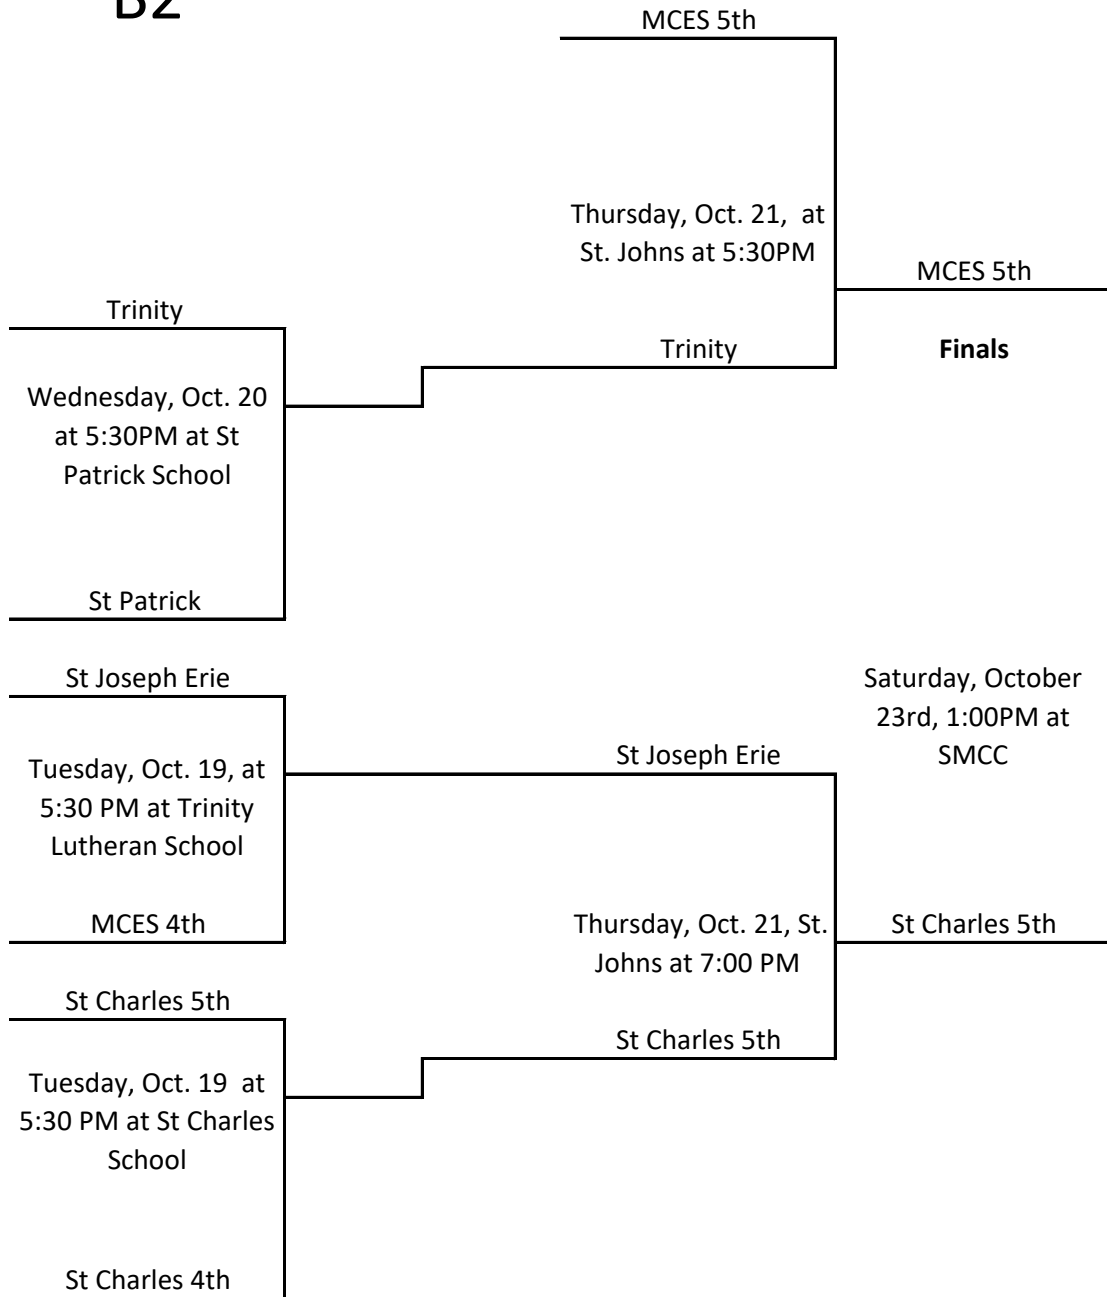 B2
MCES 5th
Thursday, Oct. 21,  at
St. Johns at 5:30PM
MCES 5th
Trinity
Trinity
Finals
Wednesday, Oct. 20
at 5:30PM at St
Patrick School
St Patrick
St Joseph Erie
Saturday, October
23rd, 1:00PM at
SMCC
St Joseph Erie
Tuesday, Oct. 19, at
5:30 PM at Trinity
Lutheran School
MCES 4th
Thursday, Oct. 21, St.
Johns at 7:00 PM
St Charles 5th
St Charles 5th
St Charles 5th
Tuesday, Oct. 19  at
5:30 PM at St Charles
School
St Charles 4th